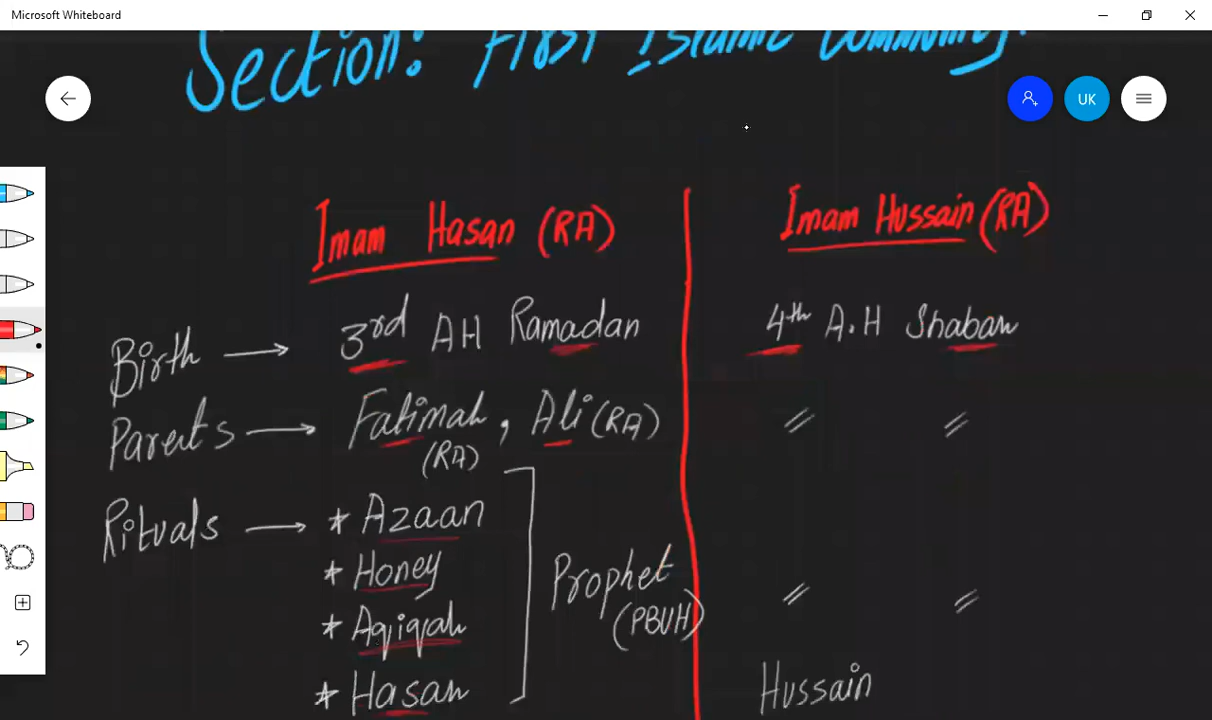 Microsoft Whiteboard
Section: First Islamic Community:
UK
Imam Hasan (RA)
Imam Hussain (RA)
Birth → 3rd AH Ramadan
4th A.H Shaban
Parents → Fatimah (RA), Ali (RA)
〃 〃
Rituals → * Azaan
* Honey
Prophet (PBUH)
〃 〃
* Aqiqah
* Hasan
Hussain